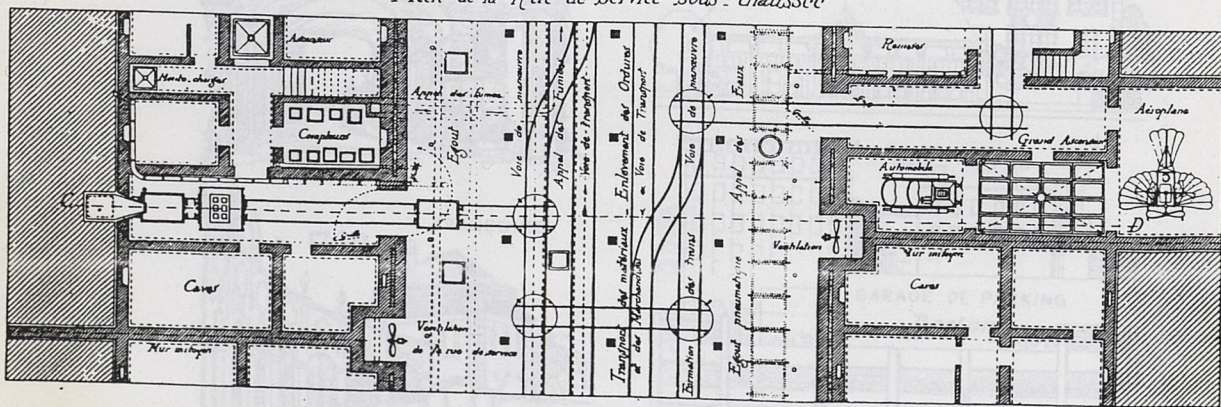 Plan de la Rue de Service Sous-Chaussée
Ascenseur
Monte-charges
Compteurs
Caves
Mur mitoyen
Appel des fumées
Egout
Voie de manœuvre
Appel des Fumées
Voie de Transport
Enlèvement des Ordures
Voie de Transport
Transport des matériaux
et des Marchandises
Voie de manœuvre
Formation des Trains
Appel des Eaux
Egout pneumatique
Ventilation
de la rue de service
Ventilation
Remises
Automobile
Grand Ascenseur
Aéroplane
Mur mitoyen
Caves
C
D
GARAGE DE PARKING